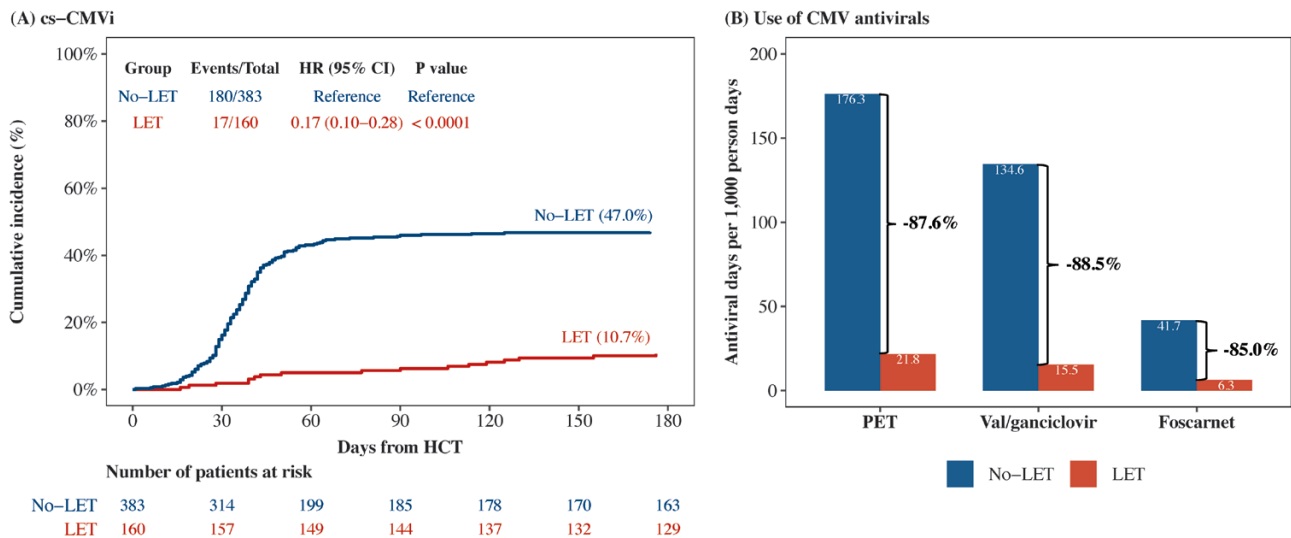 (A) cs−CMVi
Cumulative incidence (%)
100%
80%
60%
40%
20%
0%
Group Events/Total HR (95% CI) P value
No−LET 180/383 Reference Reference
LET 17/160 0.17 (0.10−0.28) < 0.0001
No−LET (47.0%)
LET (10.7%)
0 30 60 90 120 150 180
Days from HCT
Number of patients at risk
No−LET 383 314 199 185 178 170 163
LET 160 157 149 144 137 132 129
(B) Use of CMV antivirals
Antiviral days per 1,000 person days
200
150
100
50
0
176.3
21.8
-87.6%
134.6
15.5
-88.5%
41.7
6.3
-85.0%
PET Val/ganciclovir Foscarnet
No−LET LET